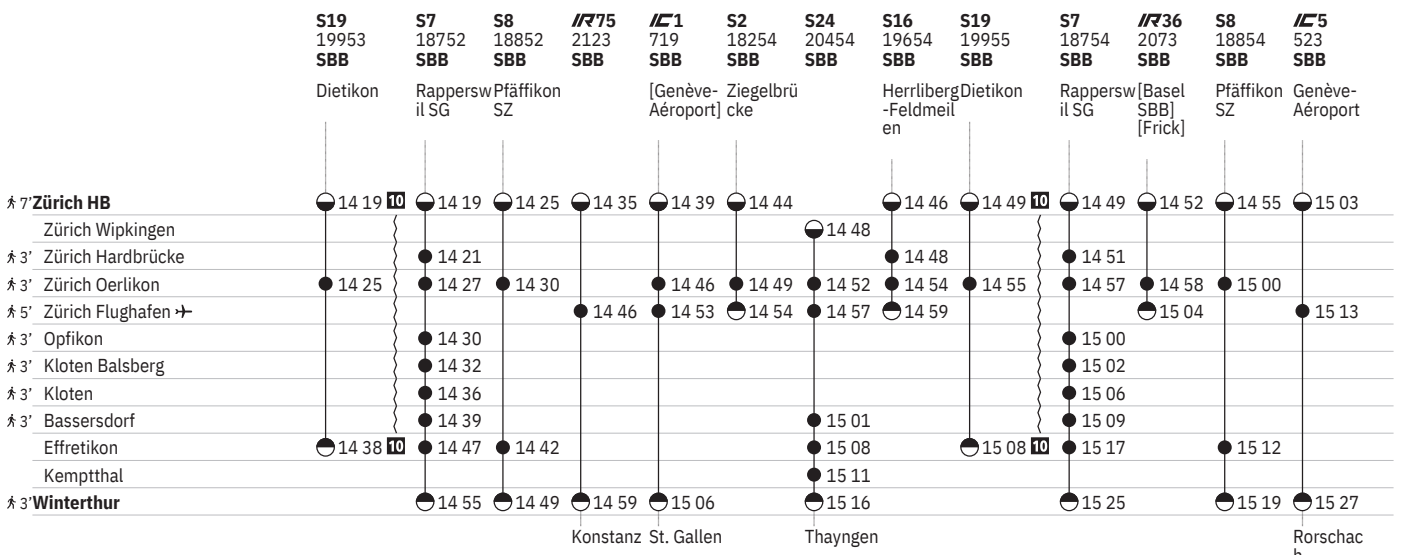 S19 S7 S8 IR75 IC1 S2 S24 S16 S19 S7 IR36 S8 IC5
19953 18752 18852 2123 719 18254 20454 19654 19955 18754 2073 18854 523
SBB SBB SBB SBB SBB SBB SBB SBB SBB SBB SBB SBB SBB
Dietikon Rappersw Pfäffikon [Genève- Ziegelbrü Herrliberg Dietikon Rappersw [Basel Pfäffikon Genève-
il SG SZ Aéroport] cke -Feldmeil il SG SBB] SZ Aéroport
en [Frick]
7' Zürich HB 14 19 10 14 19 14 25 14 35 14 39 14 44 14 46 14 49 10 14 49 14 52 14 55 15 03
Zürich Wipkingen 14 48
3' Zürich Hardbrücke 14 21 14 48 14 51
3' Zürich Oerlikon 14 25 14 27 14 30 14 46 14 49 14 52 14 54 14 55 14 57 14 58 15 00
5' Zürich Flughafen 14 46 14 53 14 54 14 57 14 59 15 04 15 13
3' Opfikon 14 30 15 00
3' Kloten Balsberg 14 32 15 02
3' Kloten 14 36 15 06
3' Bassersdorf 14 39 15 01 15 09
Effretikon 14 38 10 14 47 14 42 15 08 15 08 10 15 17 15 12
Kemptthal 15 11
3' Winterthur 14 55 14 49 14 59 15 06 15 16 15 25 15 19 15 27
Konstanz St. Gallen Thayngen Rorschac
h